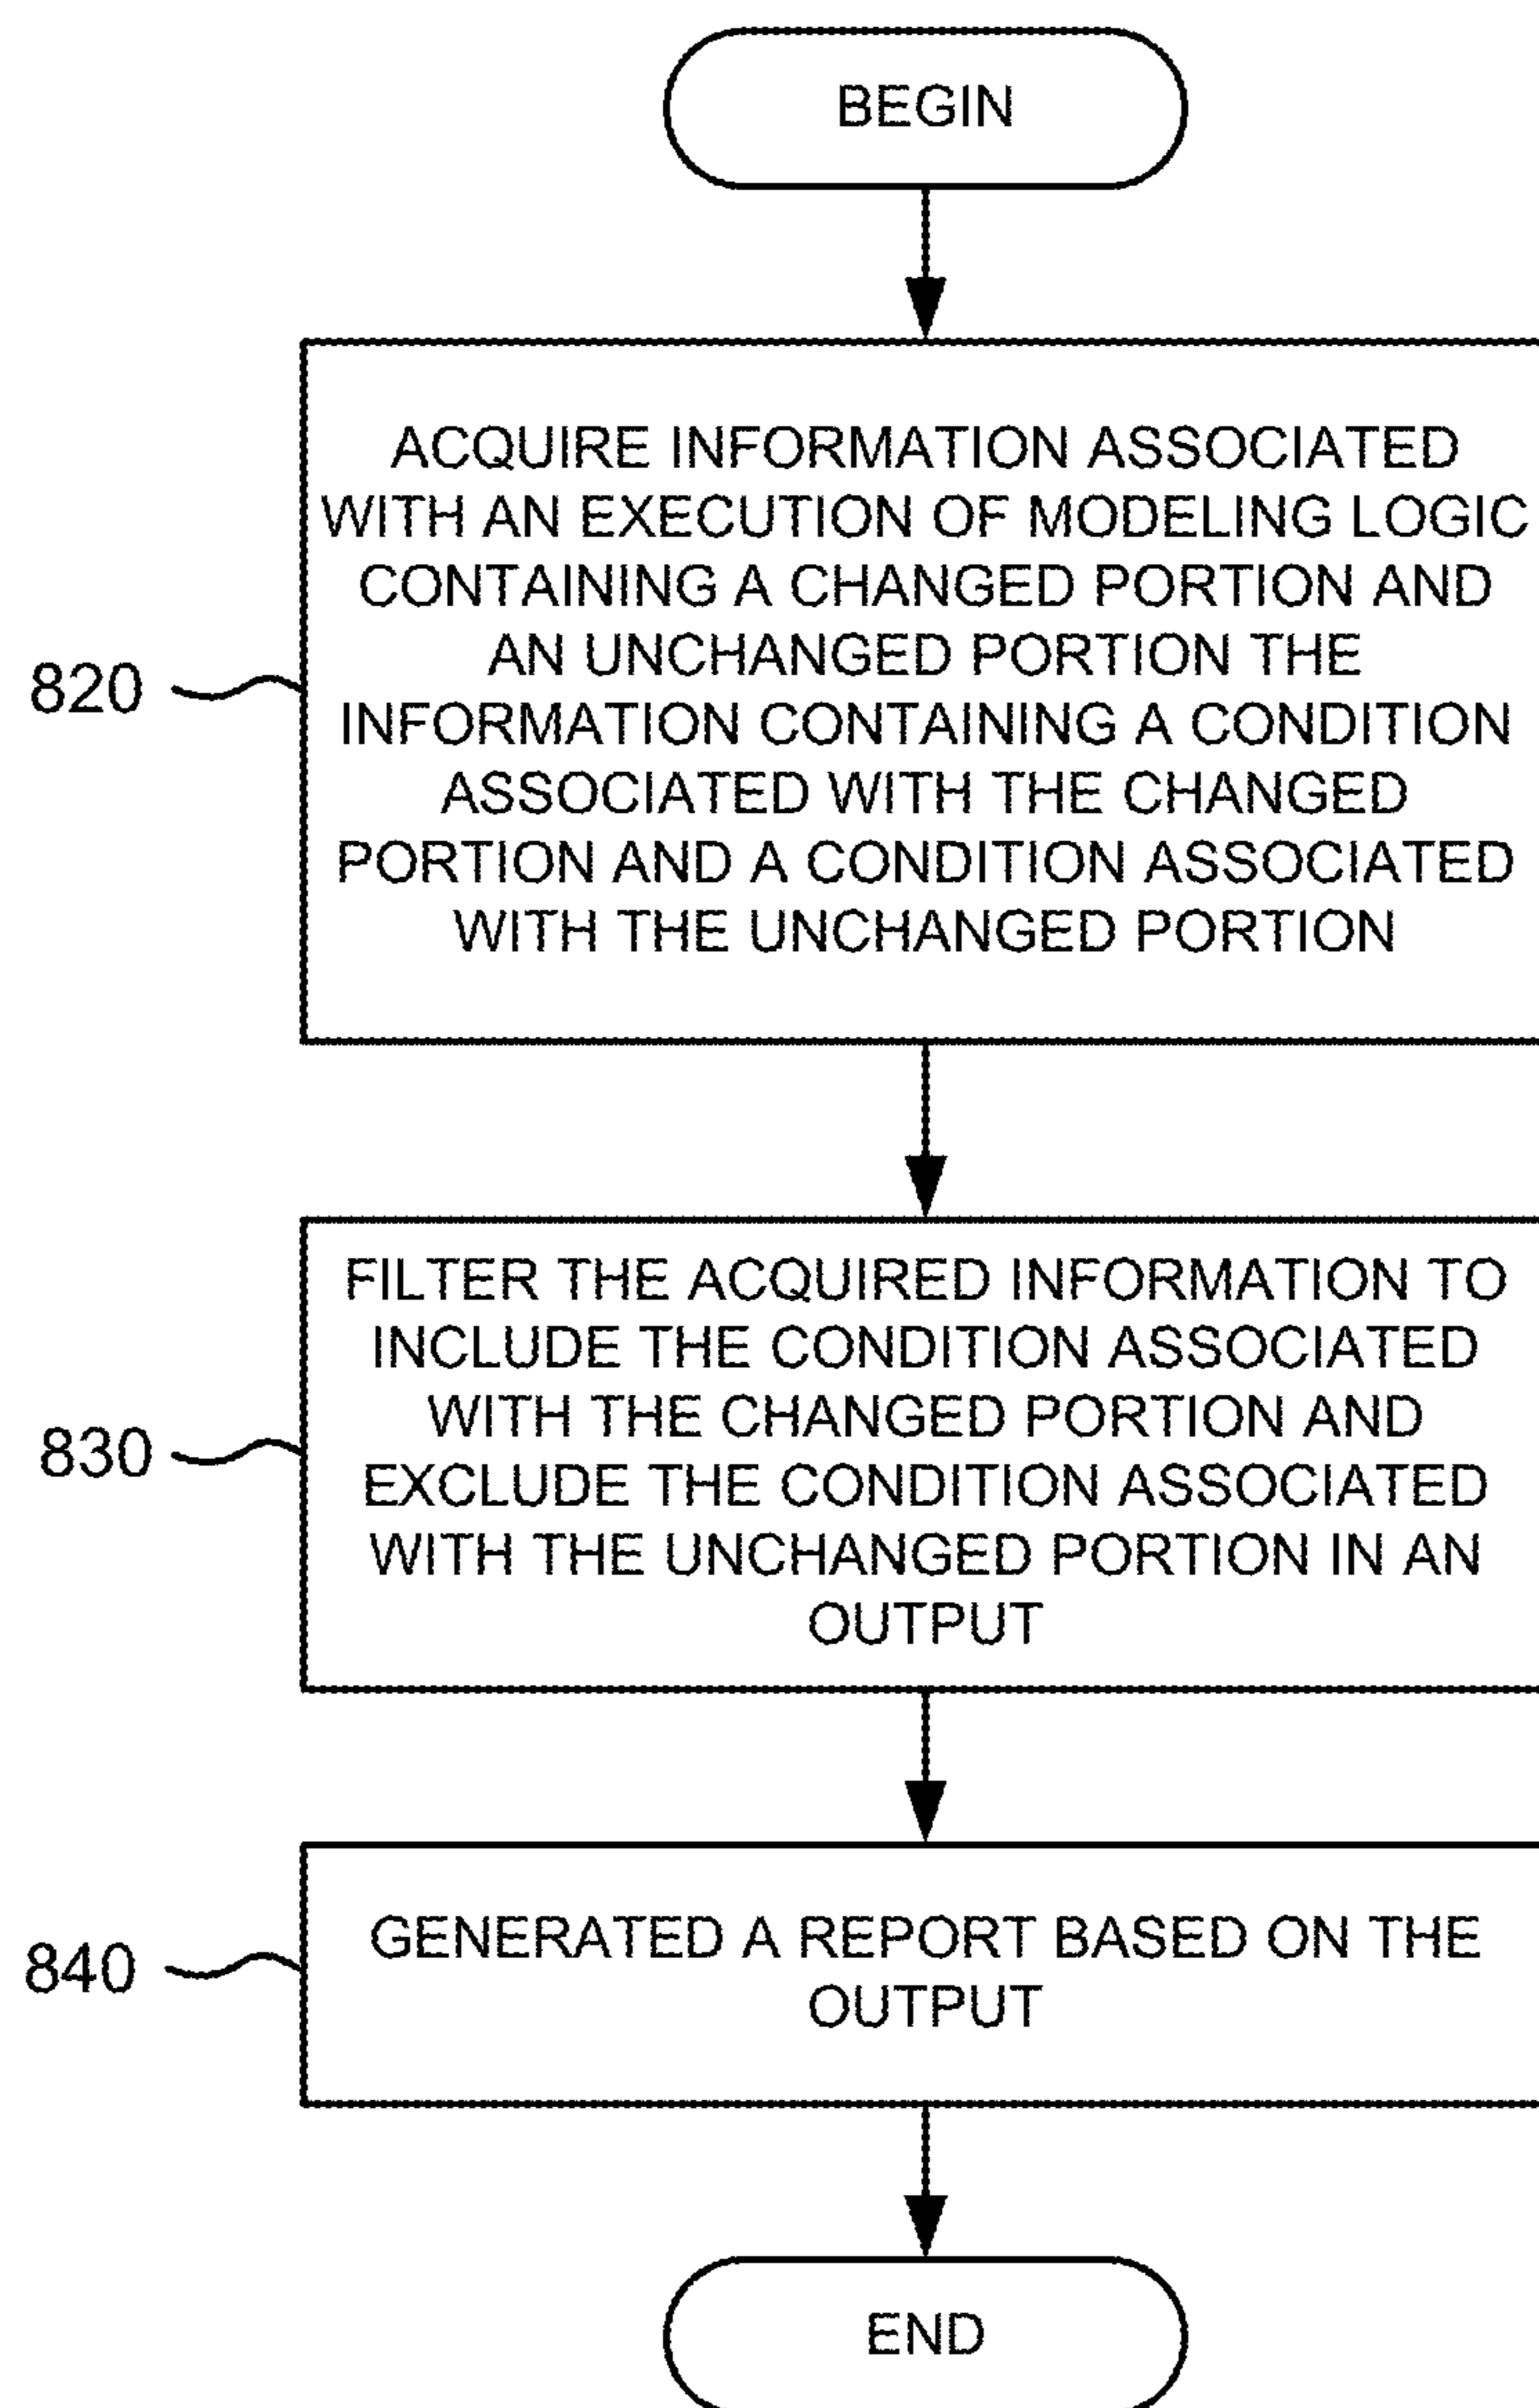 BEGIN
ACQUIRE INFORMATION ASSOCIATED
WITH AN EXECUTION OF MODELING LOGIC
CONTAINING A CHANGED PORTION AND
AN UNCHANGED PORTION THE
INFORMATION CONTAINING A CONDITION
ASSOCIATED WITH THE CHANGED
PORTION AND A CONDITION ASSOCIATED
WITH THE UNCHANGED PORTION
820
FILTER THE ACQUIRED INFORMATION TO
INCLUDE THE CONDITION ASSOCIATED
WITH THE CHANGED PORTION AND
EXCLUDE THE CONDITION ASSOCIATED
WITH THE UNCHANGED PORTION IN AN
OUTPUT
830
GENERATED A REPORT BASED ON THE
OUTPUT
840
END